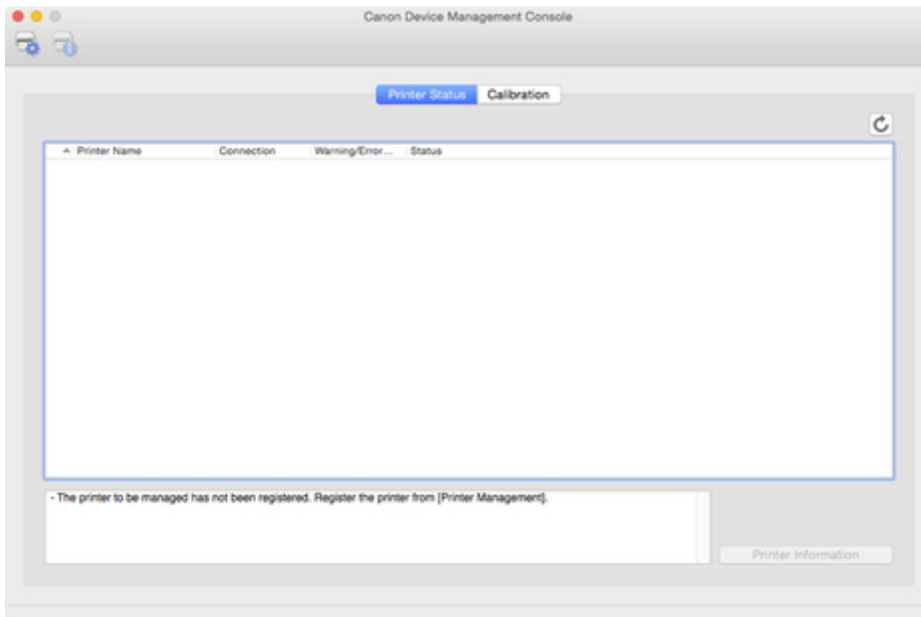 Canon Device Management Console
Printer Status Calibration
Printer Name Connection Warning/Error... Status
- The printer to be managed has not been registered. Register the printer from [Printer Management].
Printer Information